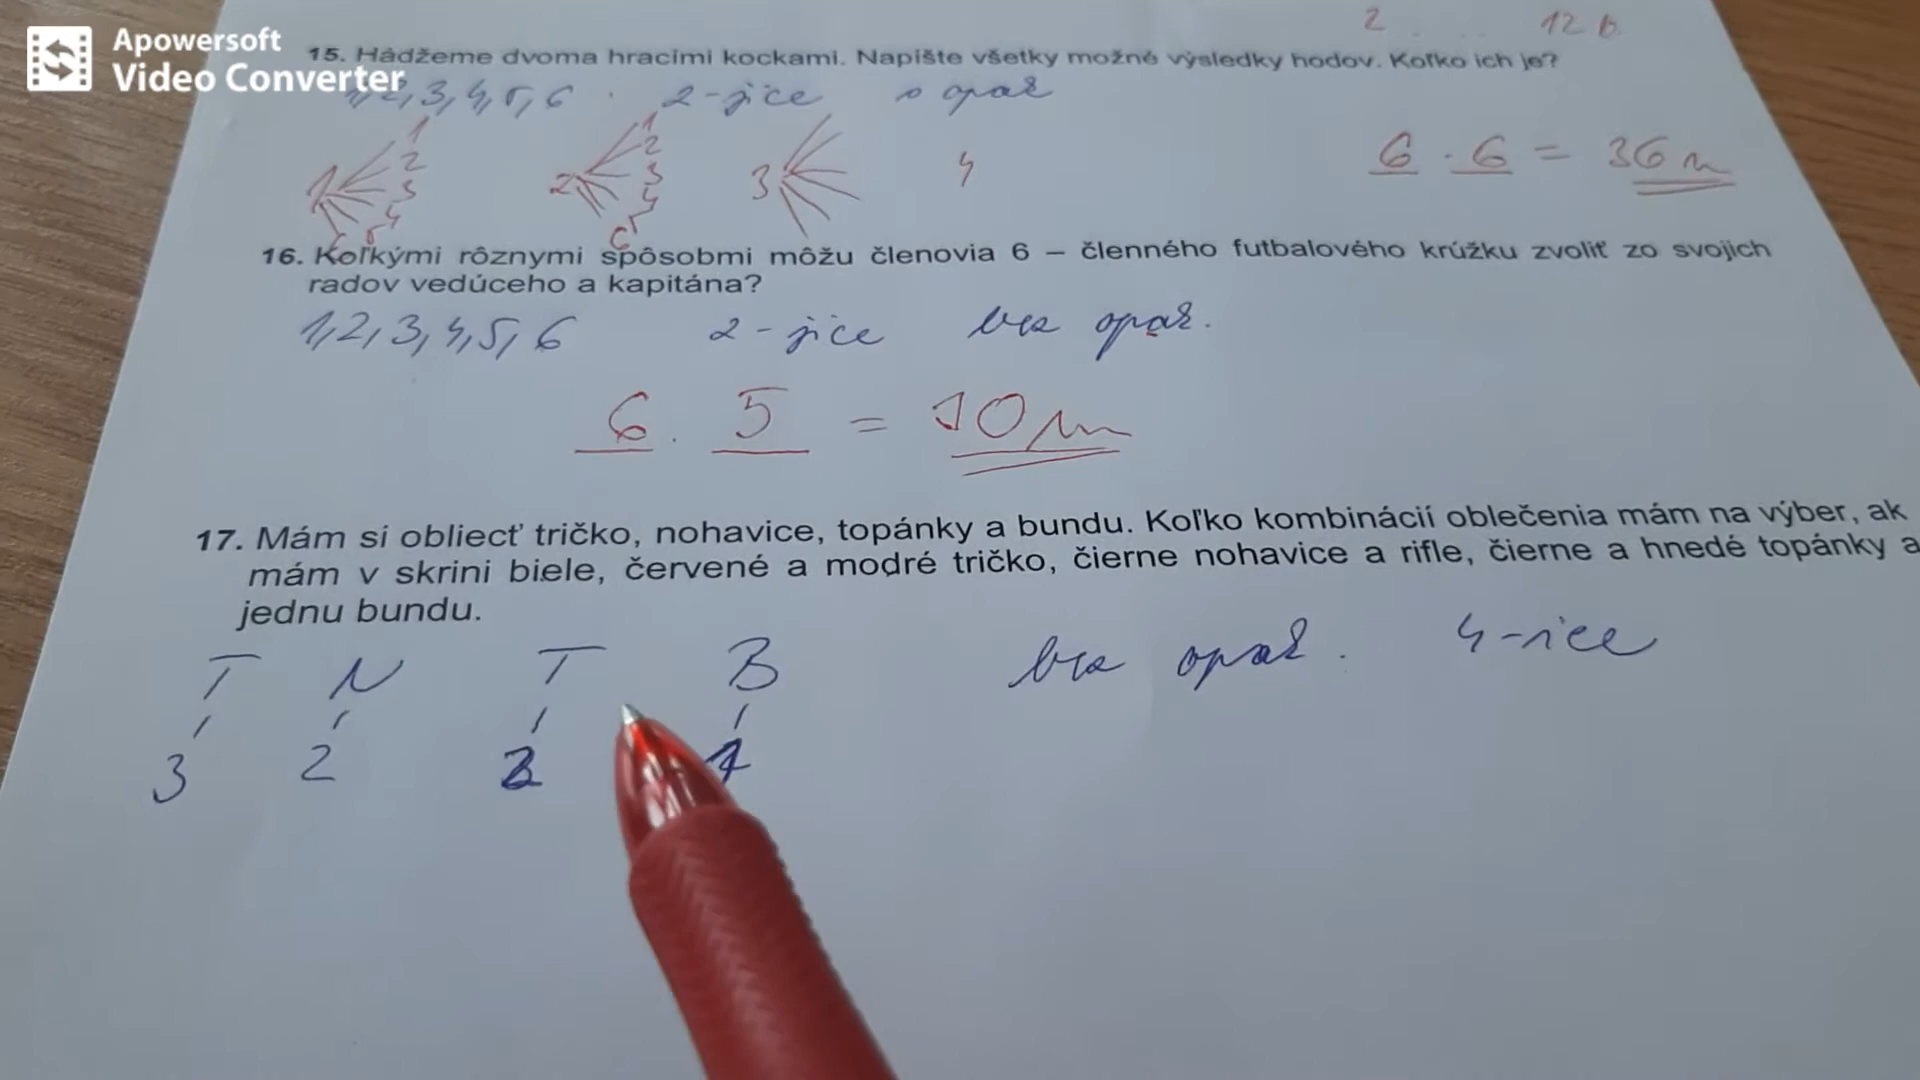 Apowersoft
Video Converter
2 . . . 12 b.
15. Hádžeme dvoma hracími kockami. Napíšte všetky možné výsledky hodov. Koľko ich je?
1,2,3,4,5,6 . 2-jice s opak
1 1 2 3 4 5 6
2 1 2 3 4 5 6
3
4
6 . 6 = 36 m
16. Koľkými rôznymi spôsobmi môžu členovia 6 – členného futbalového krúžku zvoliť zo svojich
radov vedúceho a kapitána?
1,2,3,4,5,6 2-jice bez opak.
6 . 5 = 30 m
17. Mám si obliecť tričko, nohavice, topánky a bundu. Koľko kombinácií oblečenia mám na výber, ak
mám v skrini biele, červené a modré tričko, čierne nohavice a rifle, čierne a hnedé topánky a
jednu bundu.
T N T B bez opak. 4-ice
3 2 2 1